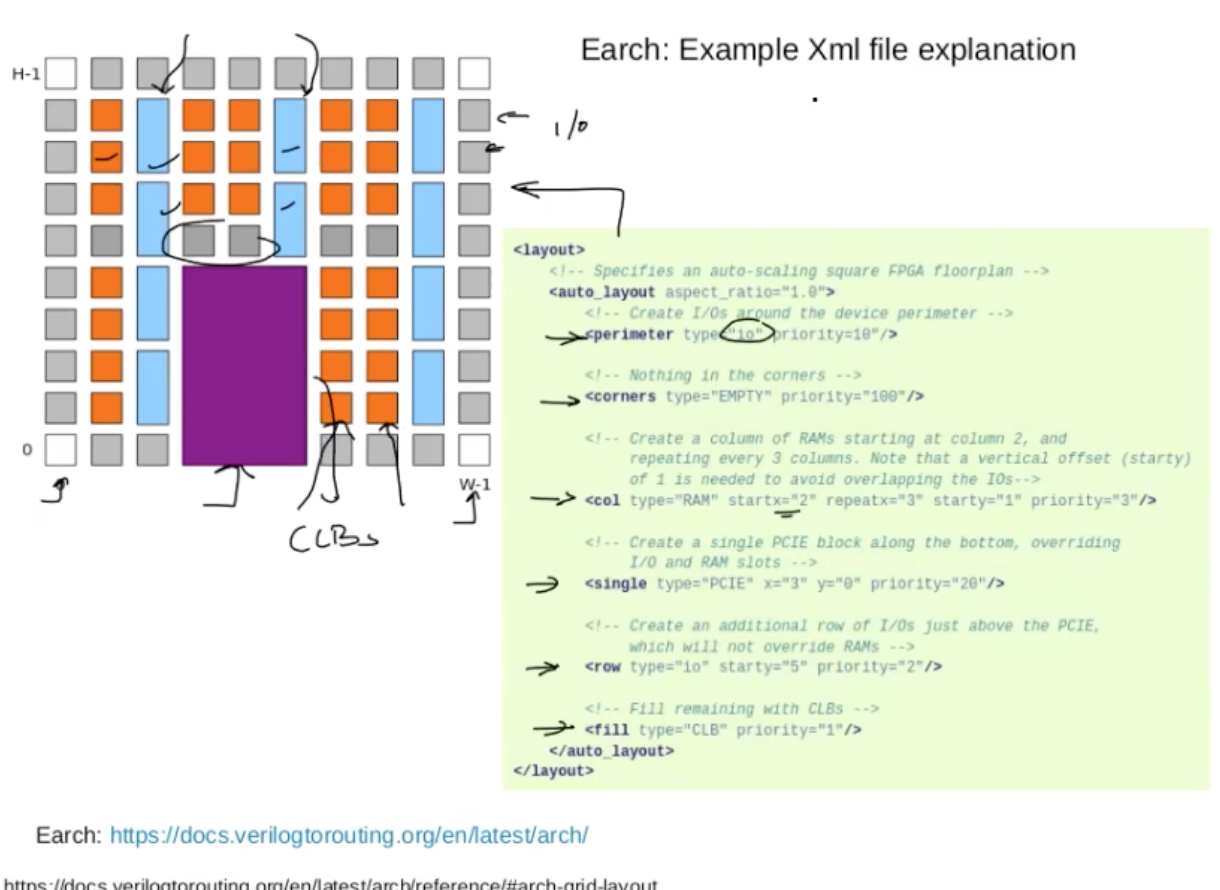 Earch: Example Xml file explanation
H-1
I/O
<layout>
<!-- Specifies an auto-scaling square FPGA floorplan -->
<auto_layout aspect_ratio="1.0">
<!-- Create I/Os around the device perimeter -->
<perimeter type="io" priority=10"/>
<!-- Nothing in the corners -->
<corners type="EMPTY" priority="100"/>
<!-- Create a column of RAMs starting at column 2, and
repeating every 3 columns. Note that a vertical offset (starty)
of 1 is needed to avoid overlapping the IOs-->
<col type="RAM" startx="2" repeatx="3" starty="1" priority="3"/>
<!-- Create a single PCIE block along the bottom, overriding
I/O and RAM slots -->
<single type="PCIE" x="3" y="0" priority="20"/>
<!-- Create an additional row of I/Os just above the PCIE,
which will not override RAMs -->
<row type="io" starty="5" priority="2"/>
<!-- Fill remaining with CLBs -->
<fill type="CLB" priority="1"/>
</auto_layout>
</layout>
0
W-1
CLBs
Earch: https://docs.verilogtorouting.org/en/latest/arch/
https://docs.verilogtorouting.org/en/latest/arch/reference/#arch-grid-layout